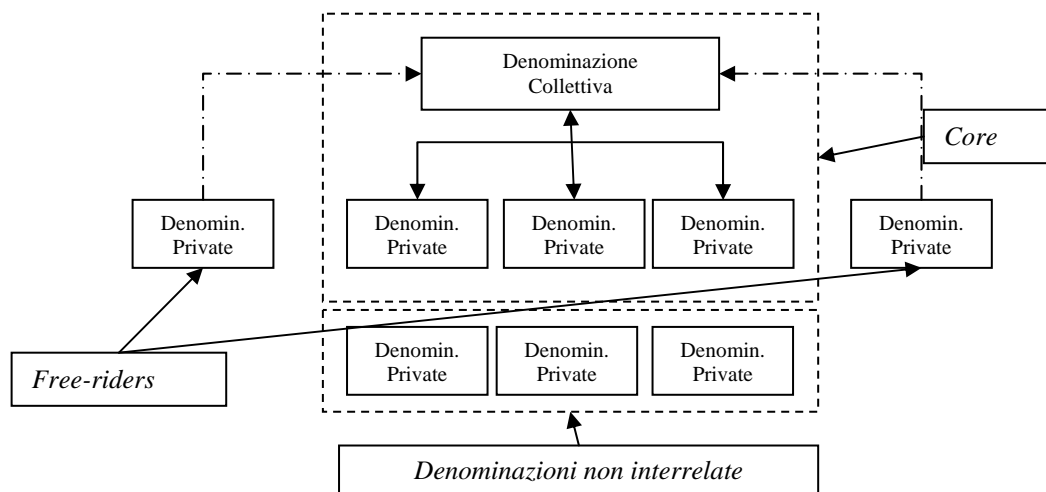 Denominazione
Collettiva
Core
Denomin.
Private
Denomin.
Private
Denomin.
Private
Denomin.
Private
Denomin.
Private
Denomin.
Private
Denomin.
Private
Denomin.
Private
Free-riders
Denominazioni non interrelate